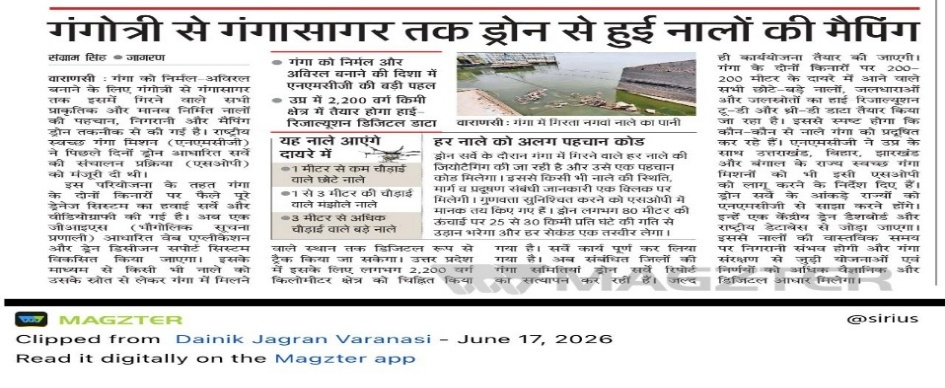 गंगोत्री से गंगासागर तक ड्रोन से हुई नालों की मैपिंग
संग्राम सिंह • जागरण
वाराणसी : गंगा को निर्मल-अविरल
बनाने के लिए गंगोत्री से गंगासागर
तक इसमें गिरने वाले सभी
प्राकृतिक और मानव निर्मित नालों
की पहचान, निगरानी और मैपिंग
ड्रोन तकनीक से की गई है। राष्ट्रीय
स्वच्छ गंगा मिशन (एनएमसीजी)
ने पिछले दिनों ड्रोन आधारित सर्वे
की संचालन प्रक्रिया (एसओपी)
को मंजूरी दी थी।
इस परियोजना के तहत गंगा
के दोनों किनारों पर फैले पूरे
ड्रेनेज सिस्टम का हवाई सर्वे और
वीडियोग्राफी की गई है। अब एक
जीआइएस (भौगोलिक सूचना
प्रणाली) आधारित वेब एप्लीकेशन
और ड्रेन डिसीजन सपोर्ट सिस्टम
विकसित किया जाएगा। इसके
माध्यम से किसी भी नाले को
उसके स्रोत से लेकर गंगा में मिलने
• गंगा को निर्मल और
अविरल बनाने की दिशा में
एनएमसीजी की बड़ी पहल
• उप्र में 2,200 वर्ग किमी
क्षेत्र में तैयार होगा हाई-
रिजाल्यूशन डिजिटल डाटा
वाराणसी : गंगा में गिरता नगवां नाले का पानी
यह नाले आएंगे
दायरे में
•1 मीटर से कम चौड़ाई
वाले छोटे नाले
•1 से 3 मीटर की चौड़ाई
वाले मझोले नाले
•3 मीटर से अधिक
चौड़ाई वाले बड़े नाले
हर नाले को अलग पहचान कोड
ड्रोन सर्वे के दौरान गंगा में गिरने वाले हर नाले की
जियोटैगिंग की जा रही है और उसे एक पहचान
कोड मिलेगा। इससे किसी भी नाले की स्थिति,
मार्ग व प्रदूषण संबंधी जानकारी एक क्लिक पर
मिलेगी। गुणवत्ता सुनिश्चित करने को एसओपी में
मानक तय किए गए हैं। ड्रोन लगभग 80 मीटर की
ऊंचाई पर 25 से 30 किमी प्रति घंटे की गति से
उड़ान भरेगा और हर सेकंड एक तस्वीर लेगा।
वाले स्थान तक डिजिटल रूप से
ट्रैक किया जा सकेगा। उत्तर प्रदेश
में इसके लिए लगभग 2,200 वर्ग
किलोमीटर क्षेत्र को चिह्नित किया
गया है। सर्वे कार्य पूर्ण कर लिया
गया है। अब संबंधित जिलों की
गंगा समितियां ड्रोन सर्वे रिपोर्ट
का सत्यापन कर रही हैं। जल्द
ही कार्ययोजना तैयार की जाएगी।
गंगा के दोनों किनारों पर 200-
200 मीटर के दायरे में आने वाले
सभी छोटे-बड़े नालों, जलधाराओं
और जलस्रोतों का हाई रिजाल्यूशन
टू-डी और थ्री-डी डाटा तैयार किया
जा रहा है। इससे स्पष्ट होगा कि
कौन-कौन से नाले गंगा को प्रदूषित
कर रहे हैं। एनएमसीजी ने उप्र के
साथ उत्तराखंड, बिहार, झारखंड
और बंगाल के राज्य स्वच्छ गंगा
मिशनों को भी इसी एसओपी
को लागू करने के निर्देश दिए हैं।
ड्रोन सर्वे के आंकड़े राज्यों को
एनएमसीजी से साझा करने होंगे।
इन्हें एक केंद्रीय ड्रेन डैशबोर्ड और
राष्ट्रीय डेटाबेस से जोड़ा जाएगा।
इससे नालों की वास्तविक समय
पर निगरानी संभव होगी और गंगा
संरक्षण से जुड़ी योजनाओं एवं
निर्णयों को अधिक वैज्ञानिक और
डिजिटल आधार मिलेगा।
MAGZTER
MAGZTER
@sirius
Clipped from Dainik Jagran Varanasi - June 17, 2026
Read it digitally on the Magzter app